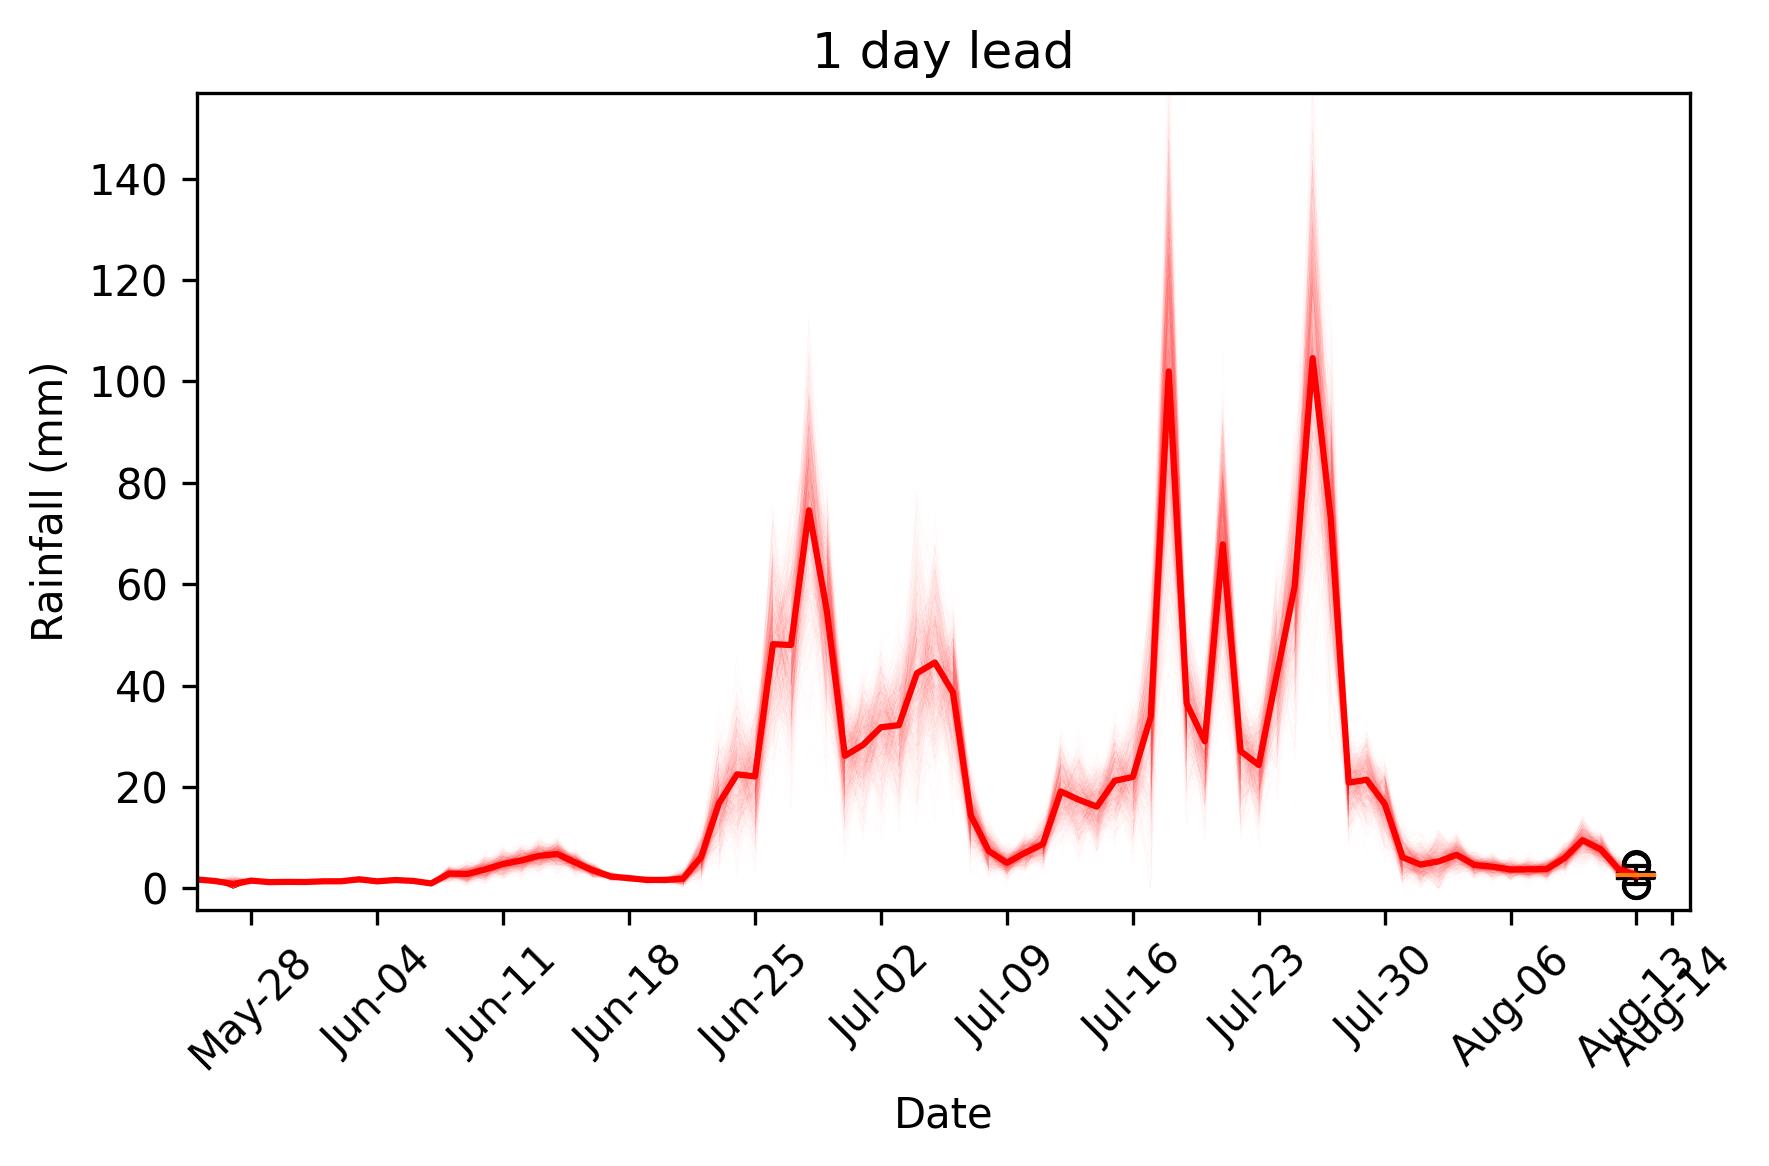 1 day lead
Rainfall (mm)
140
120
100
80
60
40
20
0
May-28
Jun-04
Jun-11
Jun-18
Jun-25
Jul-02
Jul-09
Jul-16
Jul-23
Jul-30
Aug-06
Aug-13
Aug-14
Date